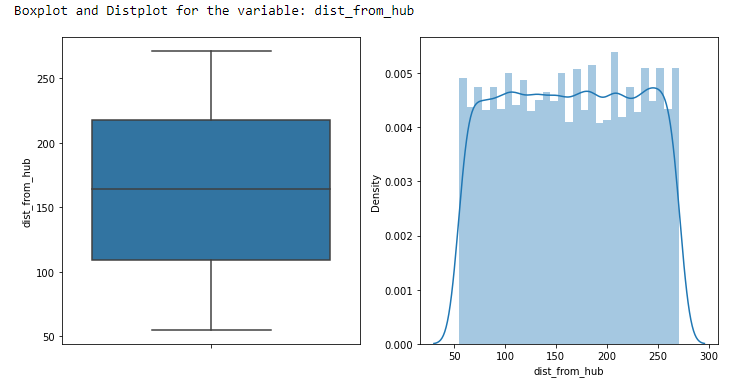 Boxplot and Distplot for the variable: dist_from_hub
250
200
150
100
50
dist_from_hub
0.005
0.004
0.003
0.002
0.001
0.000
Density
50 100 150 200 250 300
dist_from_hub